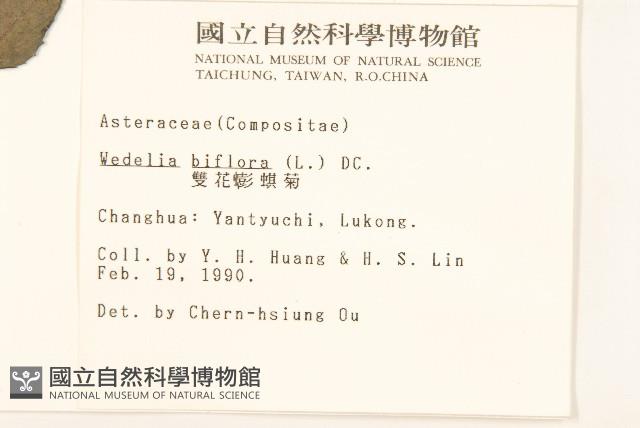 國立自然科學博物館
NATIONAL MUSEUM OF NATURAL SCIENCE
TAICHUNG, TAIWAN, R.O.CHINA
Asteraceae(Compositae)
Wedelia biflora (L.) DC.
雙花蟛蜞菊
Changhua: Yantyuchi, Lukong.
Coll. by Y. H. Huang & H. S. Lin
Feb. 19, 1990.
Det. by Chern-hsiung Ou
國立自然科學博物館
NATIONAL MUSEUM OF NATURAL SCIENCE